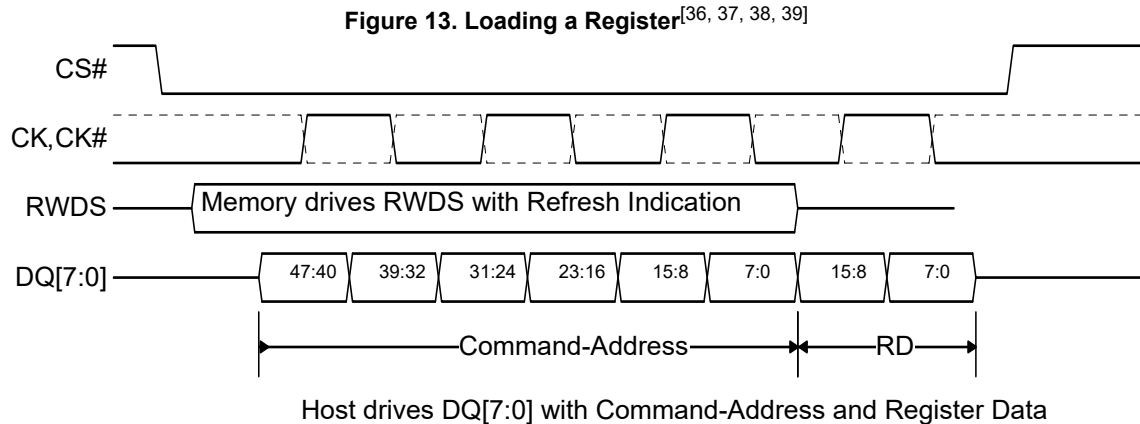 Figure 13. Loading a Register[36, 37, 38, 39]
CS#
CK,CK#
RWDS
Memory drives RWDS with Refresh Indication
DQ[7:0]
47:40 39:32 31:24 23:16 15:8 7:0 15:8 7:0
Command-Address RD
Host drives DQ[7:0] with Command-Address and Register Data